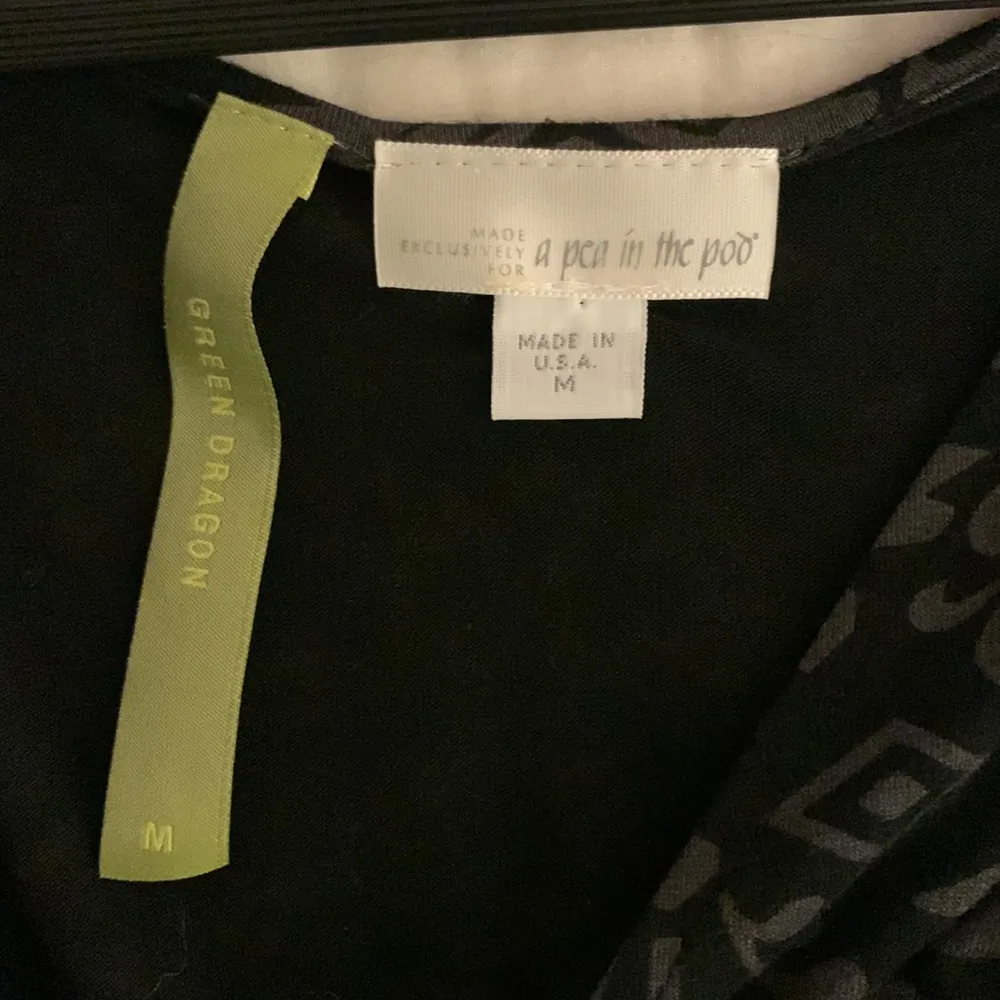 GREEN DRAGON
M
MADE
EXCLUSIVELY
FOR
a pea in the pod®
MADE IN
U.S.A.
M